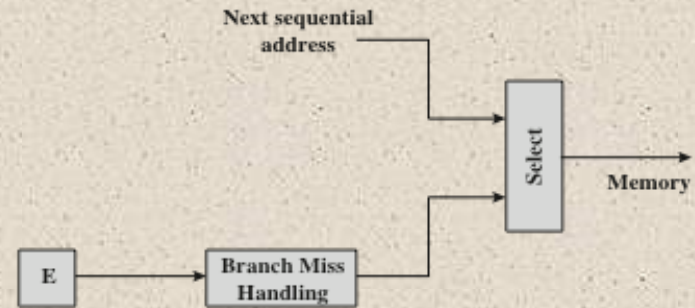 Next sequential
address
Select
Memory
E
Branch Miss
Handling